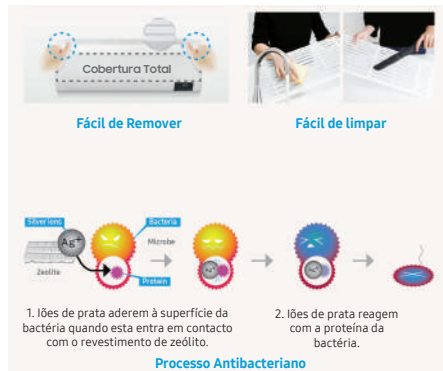 Cobertura Total
Fácil de Remover
Fácil de limpar
Silver ions
Bacteria
Ag+
Microbe
Zeolite
Protein
1. Iões de prata aderem à superfície da
bactéria quando esta entra em contacto
com o revestimento de zeólito.
2. Iões de prata reagem
com a proteína da
bactéria.
Processo Antibacteriano